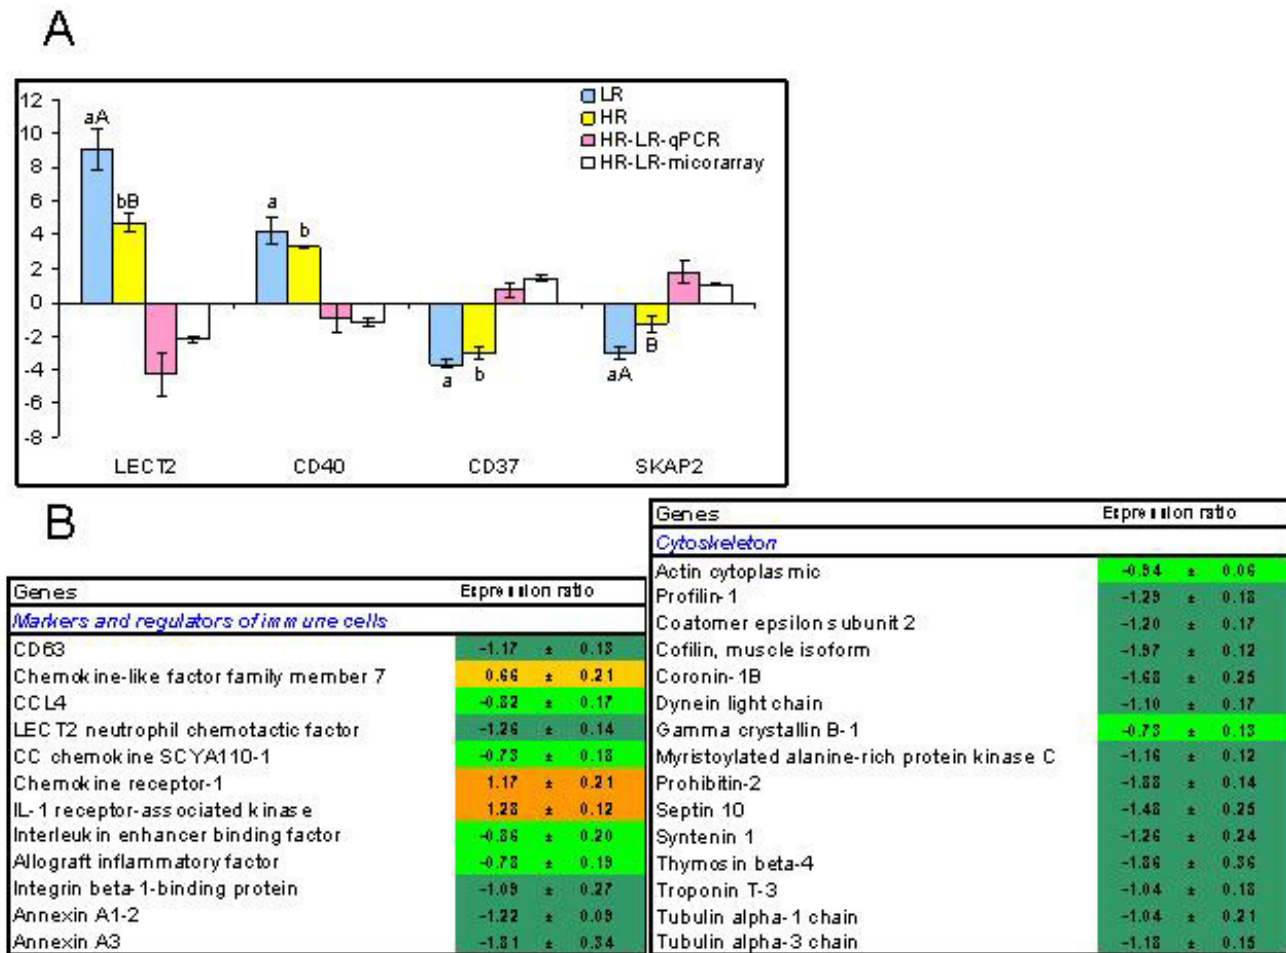 A
12
10
8
6
4
2
0
-2
-4
-6
-8
aA
bB
a
b
a
b
aA
B
LR
HR
HR-LR-qPCR
HR-LR-micorarray
LECT2 CD40 CD37 SKAP2
B
Genes Expression ratio
Markers and regulators of immune cells
CD63 -1.17 ± 0.13
Chemokine-like factor family member 7 0.66 ± 0.21
CCL4 -0.82 ± 0.17
LECT2 neutrophil chemotactic factor -1.26 ± 0.14
CC chemokine SCYA110-1 -0.73 ± 0.18
Chemokine receptor-1 1.17 ± 0.21
IL-1 receptor-associated kinase 1.28 ± 0.12
Interleukin enhancer binding factor -0.86 ± 0.20
Allograft inflammatory factor -0.78 ± 0.19
Integrin beta-1-binding protein -1.09 ± 0.27
Annexin A1-2 -1.22 ± 0.09
Annexin A3 -1.81 ± 0.34
Genes Expression ratio
Cytoskeleton
Actin cytoplasmic -0.94 ± 0.06
Profilin-1 -1.29 ± 0.18
Coatomer epsilon subunit 2 -1.20 ± 0.17
Cofilin, muscle isoform -1.97 ± 0.12
Coronin-1B -1.68 ± 0.25
Dynein light chain -1.10 ± 0.17
Gamma crystallin B-1 -0.73 ± 0.13
Myristoylated alanine-rich protein kinase C -1.16 ± 0.12
Prohibitin-2 -1.88 ± 0.14
Septin 10 -1.48 ± 0.25
Syntenin 1 -1.26 ± 0.24
Thymosin beta-4 -1.86 ± 0.36
Troponin T-3 -1.04 ± 0.18
Tubulin alpha-1 chain -1.04 ± 0.21
Tubulin alpha-3 chain -1.18 ± 0.15